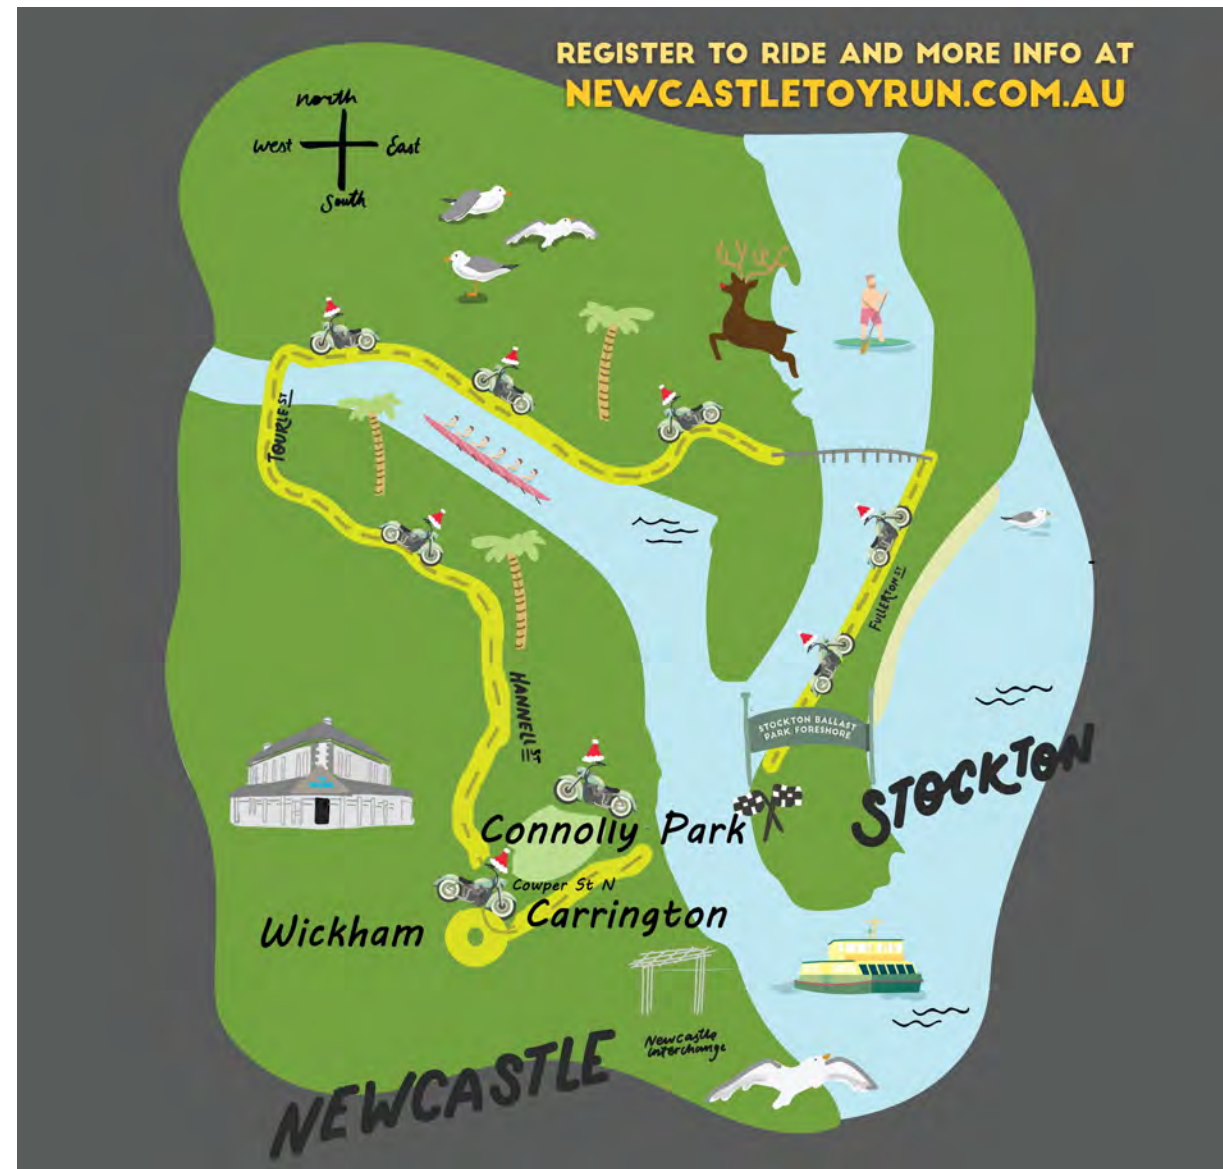 REGISTER TO RIDE AND MORE INFO AT
NEWCASTLETOYRUN.COM.AU
north
West
East
South
TOURLE ST
FULLERTON ST
HANNELL ST
STOCKTON BALLAST
PARK FORESHORE
STOCKTON
Connolly Park
Cowper St N
Carrington
Wickham
Newcastle
interchange
NEWCASTLE